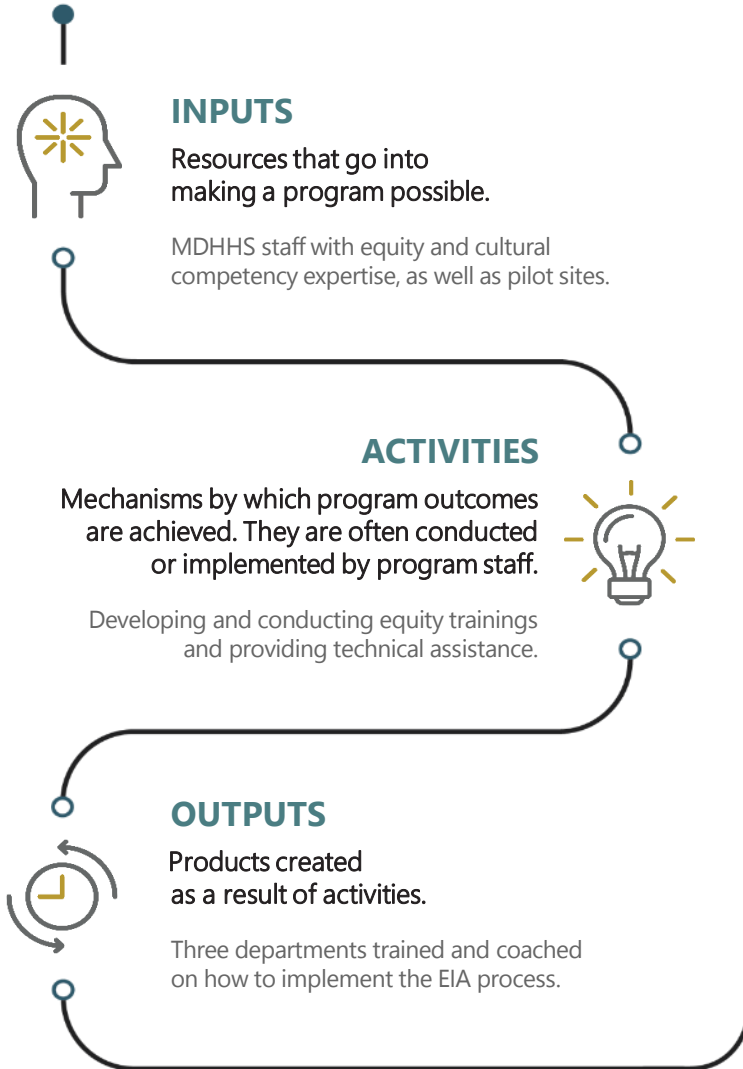 INPUTS
Resources that go into
making a program possible.
MDHHS staff with equity and cultural
competency expertise, as well as pilot sites.
ACTIVITIES
Mechanisms by which program outcomes
are achieved. They are often conducted
or implemented by program staff.
Developing and conducting equity trainings
and providing technical assistance.
OUTPUTS
Products created
as a result of activities.
Three departments trained and coached
on how to implement the EIA process.